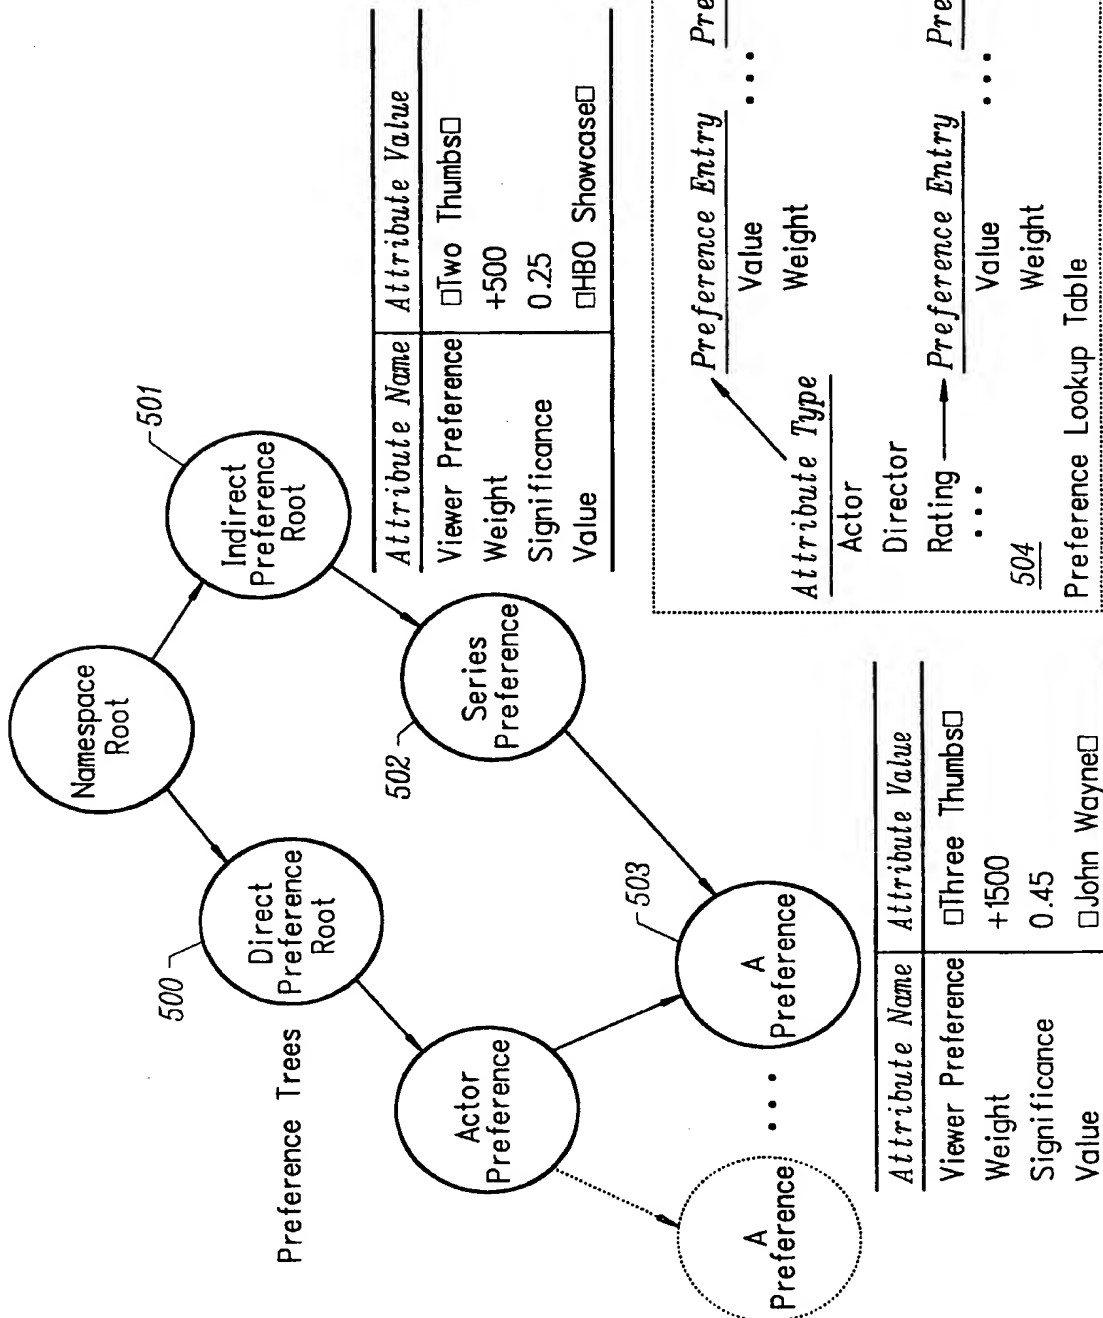 Preference Trees
Namespace
Root
500
Direct
Preference
Root
501
Indirect
Preference
Root
Actor
Preference
502
Series
Preference
A
Preference
• • •
503
A
Preference
Attribute Name Attribute Value
Viewer Preference □Two Thumbs□
Weight +500
Significance 0.25
Value □HBO Showcase□
Attribute Name Attribute Value
Viewer Preference □Three Thumbs□
Weight +1500
Significance 0.45
Value □John Wayne□
Attribute Type
Actor
Director
Rating
• • •
Preference Entry Pre
Value • • •
Weight
Preference Entry Pre
Value • • •
Weight
504
Preference Lookup Table